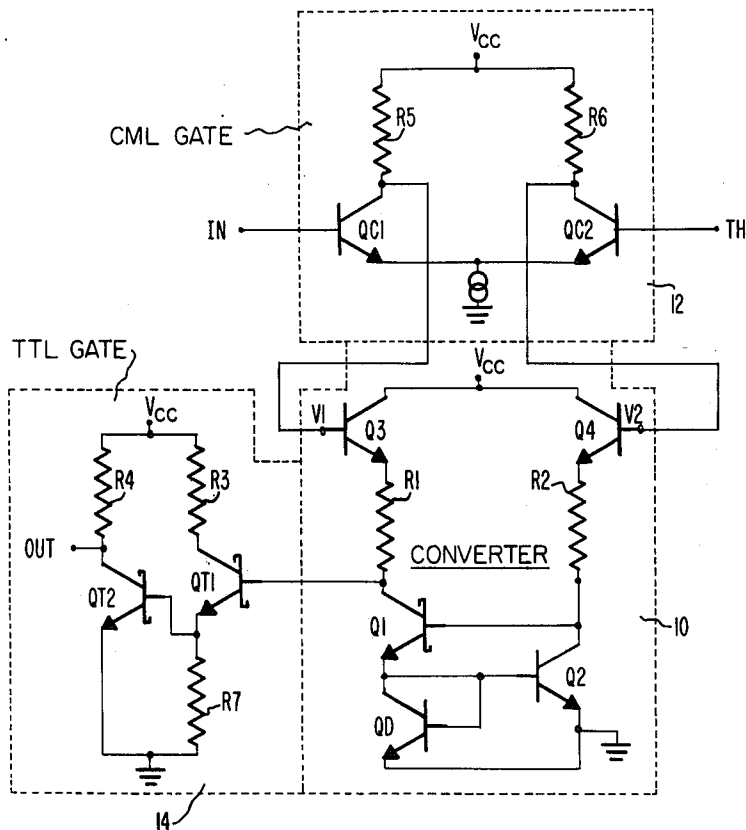 VCC
R5
R6
CML GATE
IN
QC1
QC2
TH
12
TTL GATE
VCC
VCC
V1
Q3
Q4
V2
R4
R3
R1
R2
OUT
CONVERTER
QT2
QT1
Q1
10
Q2
R7
QD
14